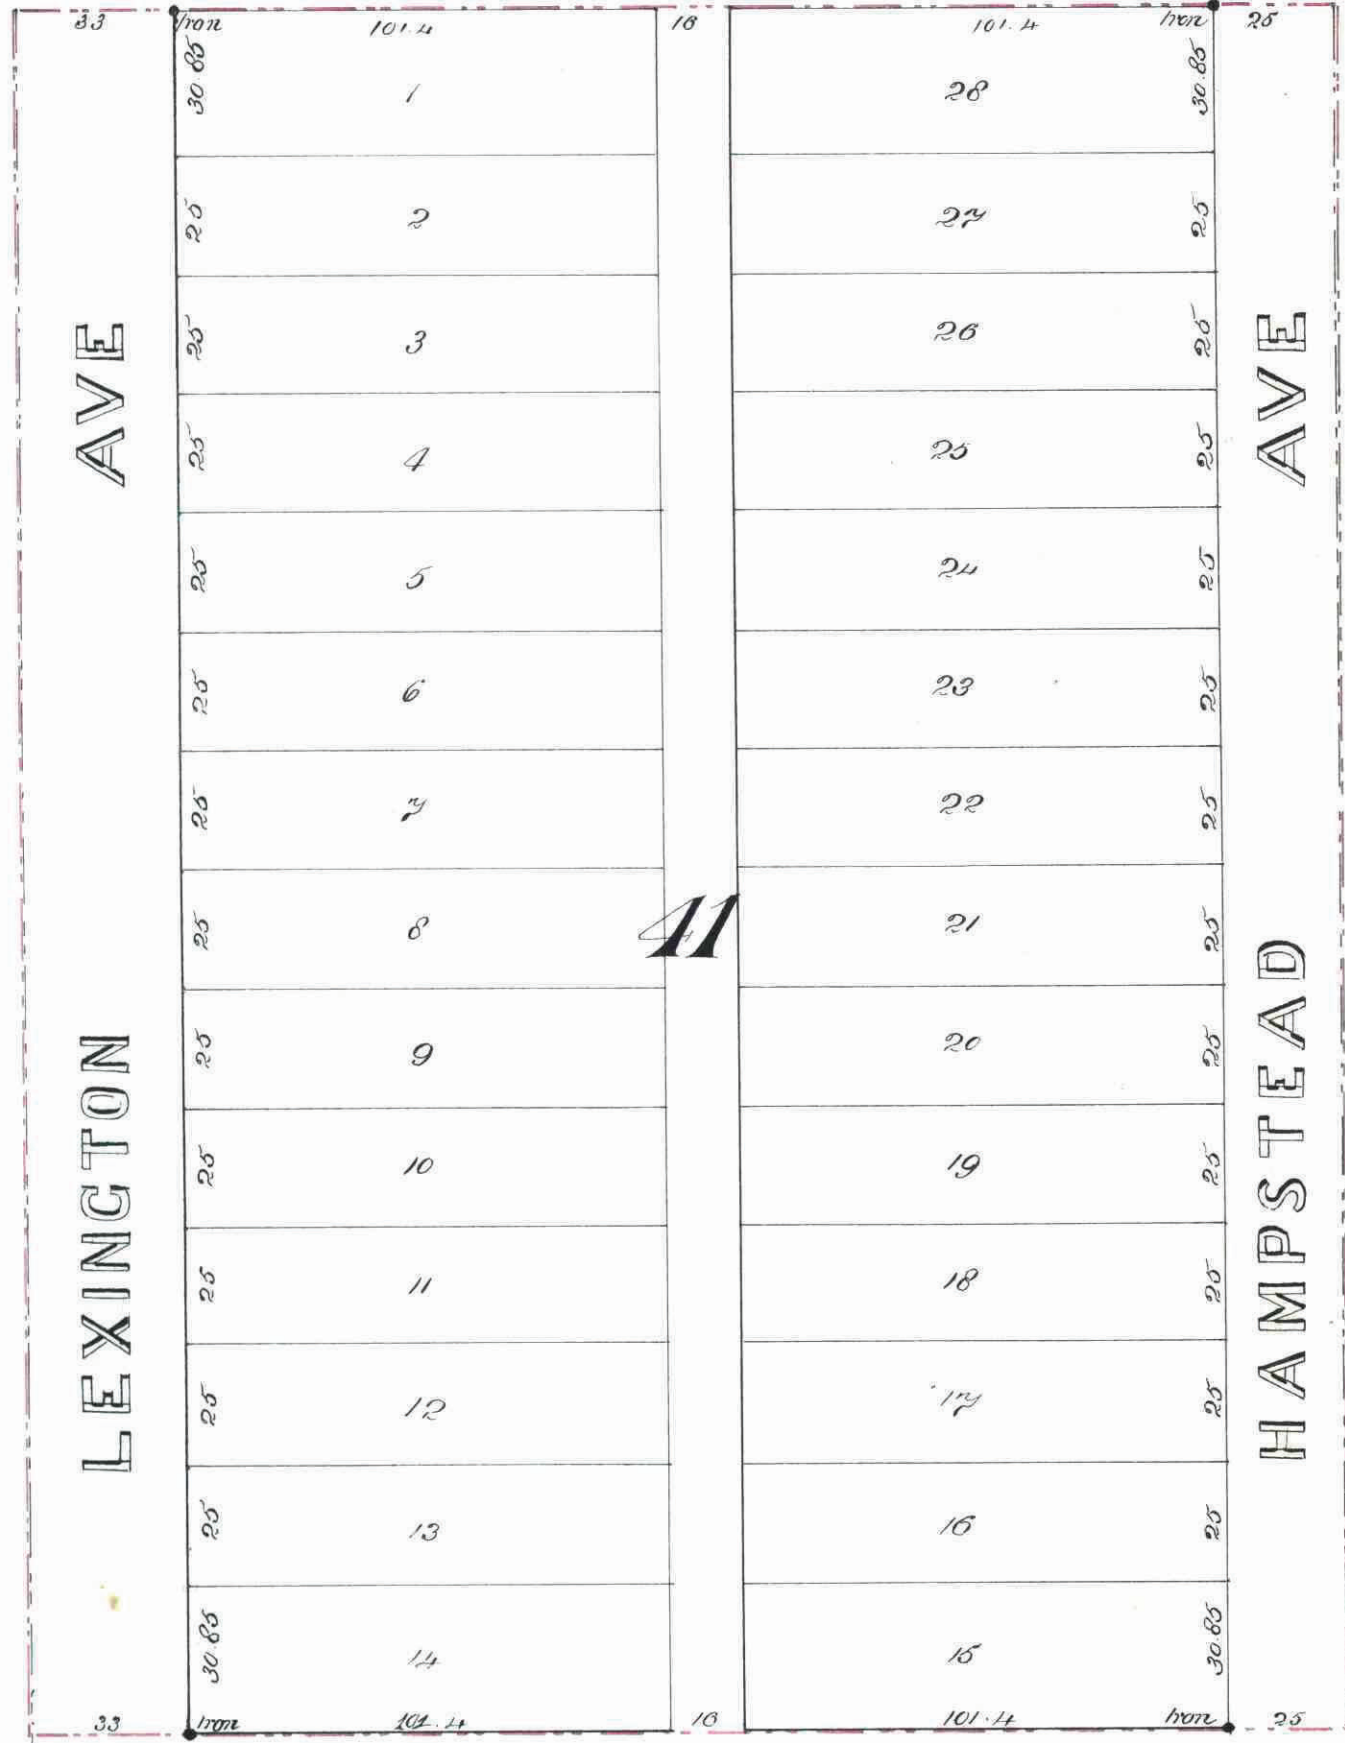 33 Iron 101.4 16 101.4 Iron 25
30.85 1 28 30.85
25 2 27 25
25 3 26 25
25 4 25 25
25 5 24 25
25 6 23 25
25 7 22 25
25 8 21 25
41
25 9 20 25
25 10 19 25
25 11 18 25
25 12 17 25
25 13 16 25
30.85 14 15 30.85
33 Iron 101.4 16 101.4 Iron 25
LEXINGTON AVE
HAMPSTEAD AVE